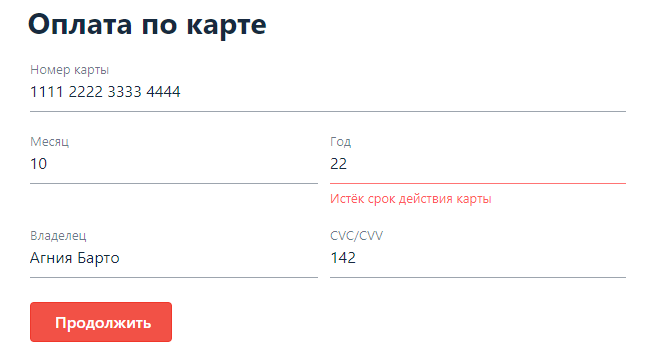 Оплата по карте
Номер карты
1111 2222 3333 4444
Месяц
Год
10
22
Истёк срок действия карты
Владелец
CVC/CVV
Агния Барто
142
Продолжить